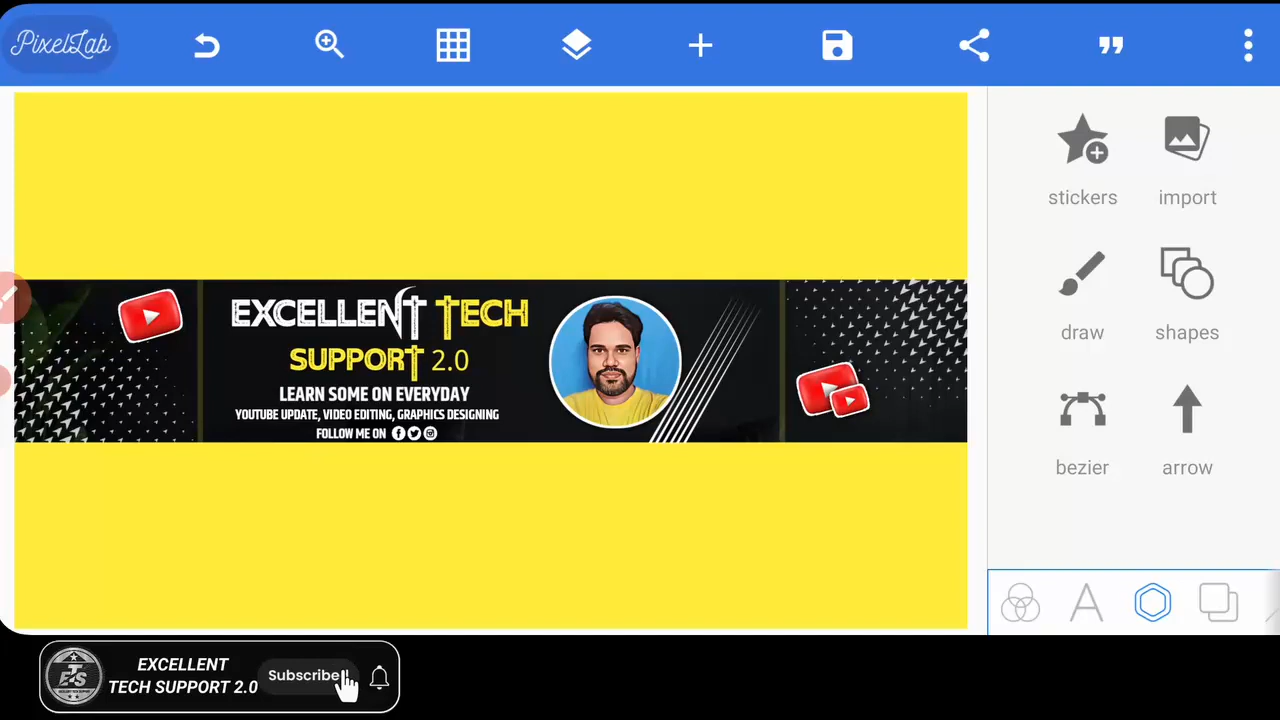 PixelLab
EXCELLENT TECH
SUPPORT 2.0
LEARN SOME ON EVERYDAY
YOUTUBE UPDATE, VIDEO EDITING, GRAPHICS DESIGNING
FOLLOW ME ON
stickers import
draw shapes
bezier arrow
ETS
EXCELLENT
TECH SUPPORT 2.0
Subscribe